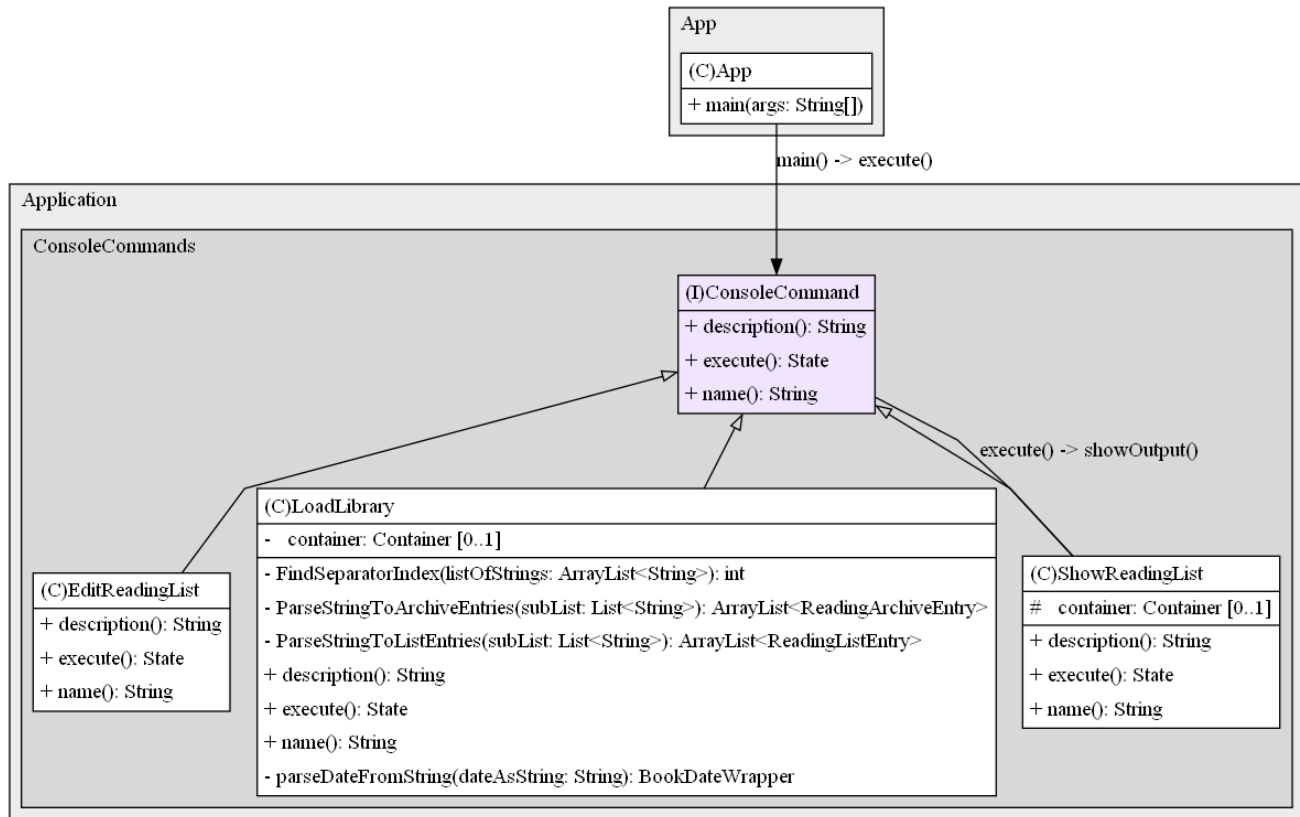 App
(C)App
+ main(args: String[])
main() -> execute()
Application
ConsoleCommands
(I)ConsoleCommand
+ description(): String
+ execute(): State
+ name(): String
execute() -> showOutput()
(C)EditReadingList
+ description(): String
+ execute(): State
+ name(): String
(C)LoadLibrary
- container: Container [0..1]
- FindSeparatorIndex(listOfStrings: ArrayList<String>): int
- ParseStringToArchiveEntries(subList: List<String>): ArrayList<ReadingArchiveEntry>
- ParseStringToListEntries(subList: List<String>): ArrayList<ReadingListEntry>
+ description(): String
+ execute(): State
+ name(): String
- parseDateFromString(dateAsString: String): BookDateWrapper
(C)ShowReadingList
# container: Container [0..1]
+ description(): String
+ execute(): State
+ name(): String